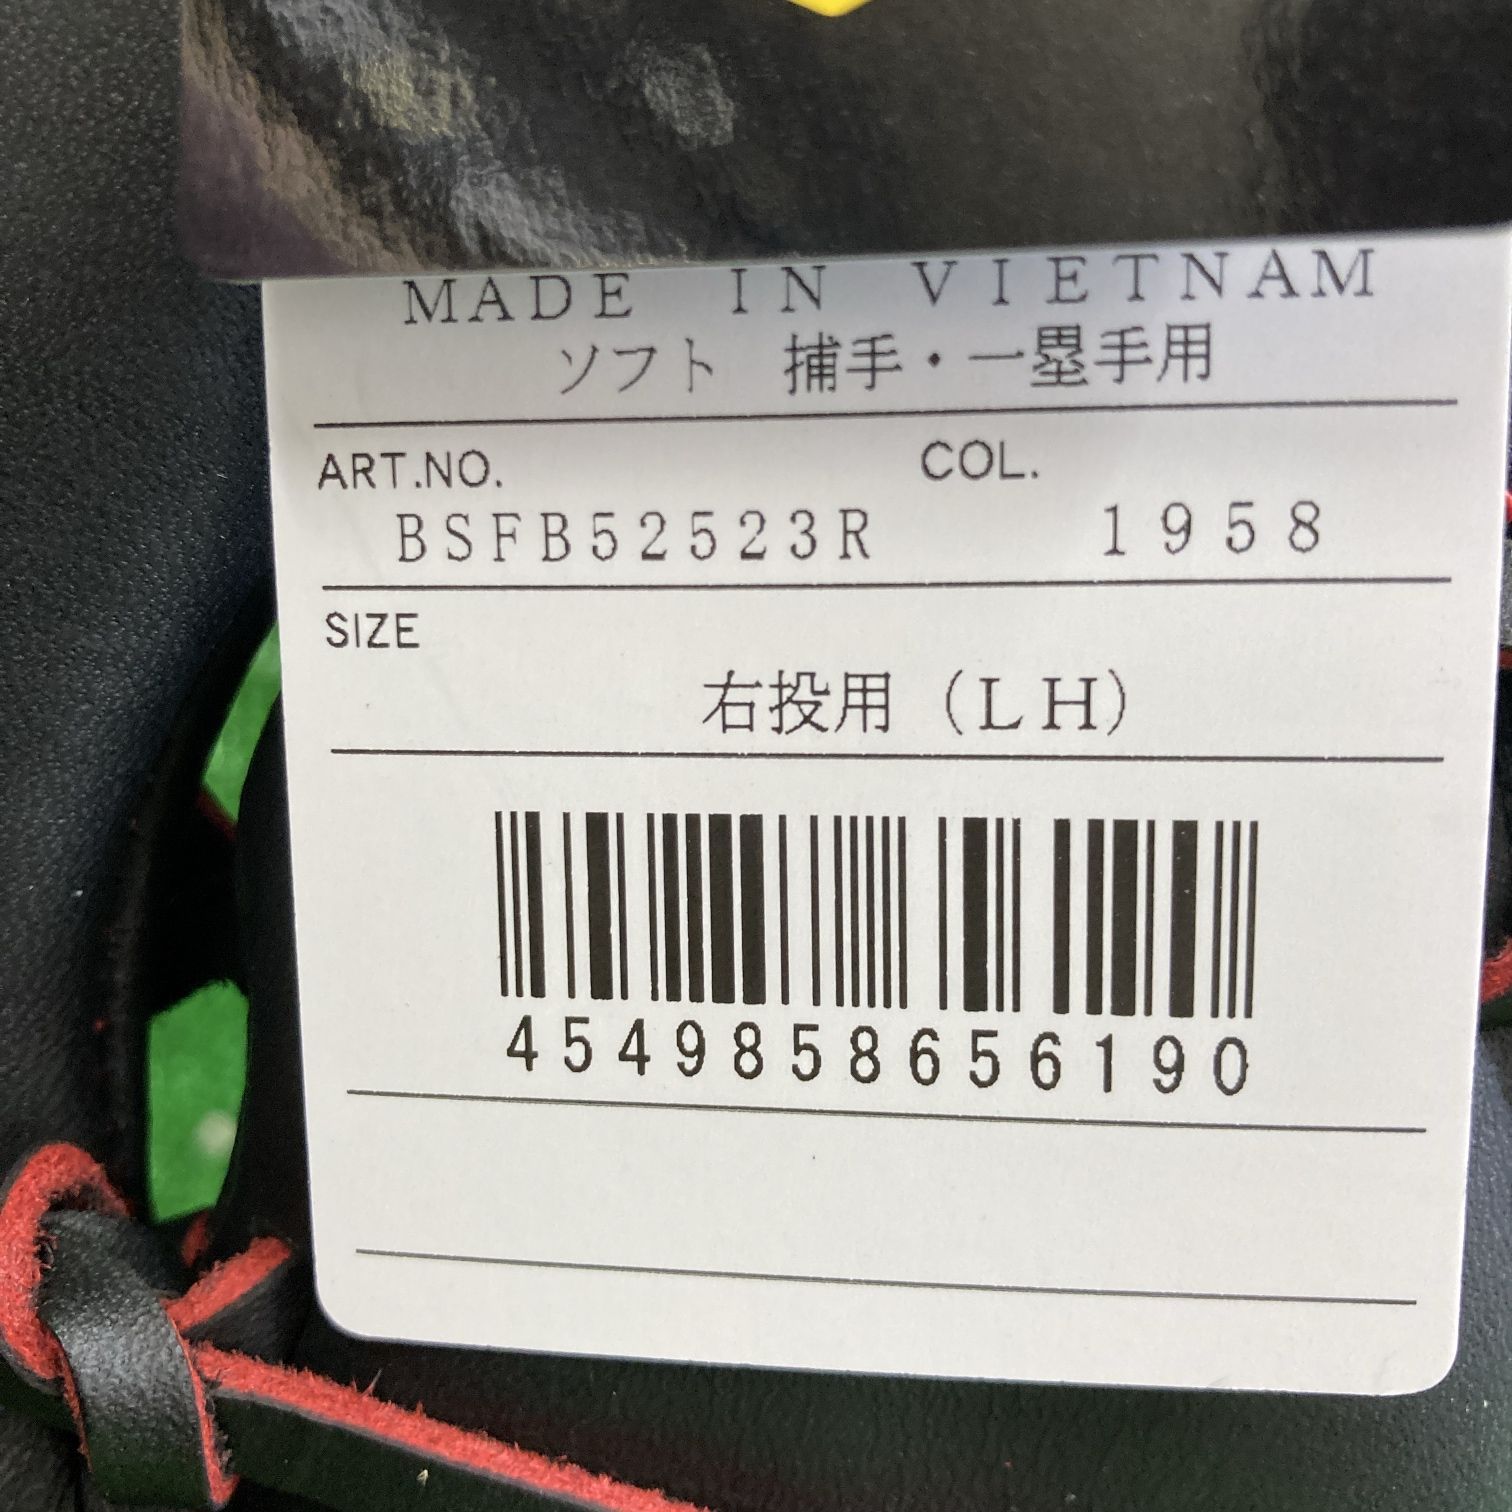 MADE IN VIETNAM
ソフト 捕手・一塁手用
ART.NO. COL.
BSFB52523R 1958
SIZE
右投用(LH)
4549858656190